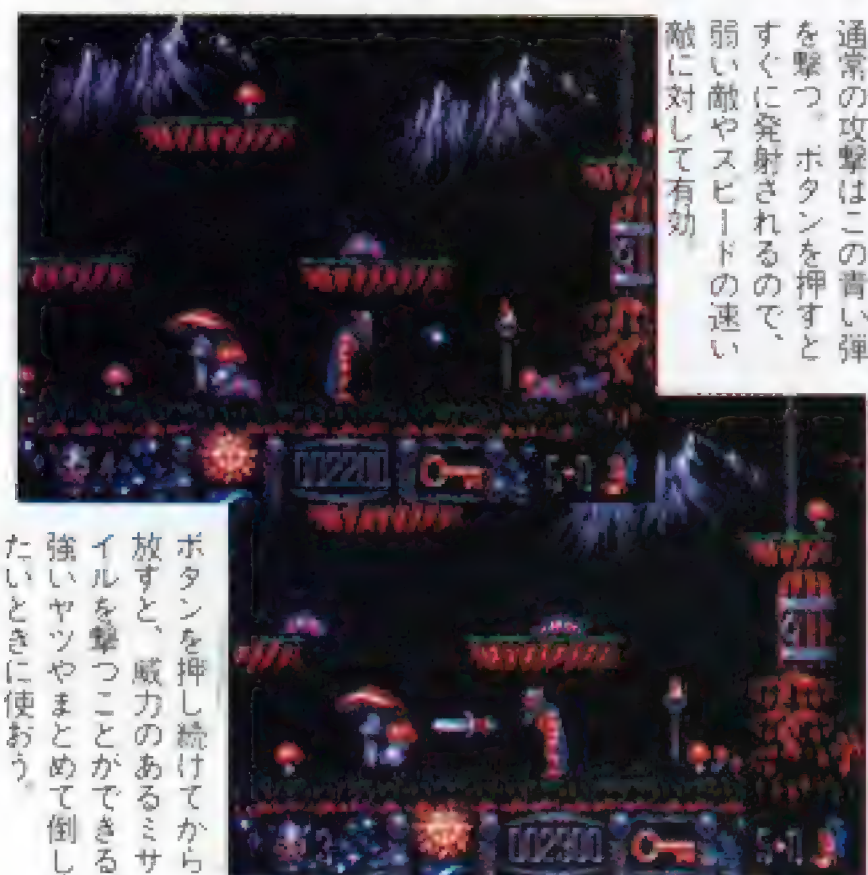 通常の攻撃はこの青い弾
を撃つ。ボタンを押すと
すぐに発射されるので、
弱い敵やスピードの速い
敵に対して有効
002200
5-1
ボタンを押し続けてから
放すと、威力のあるミサ
イルを撃つことができる
強いヤツやまとめて倒し
たいときに使おう。
3
002300
5-1